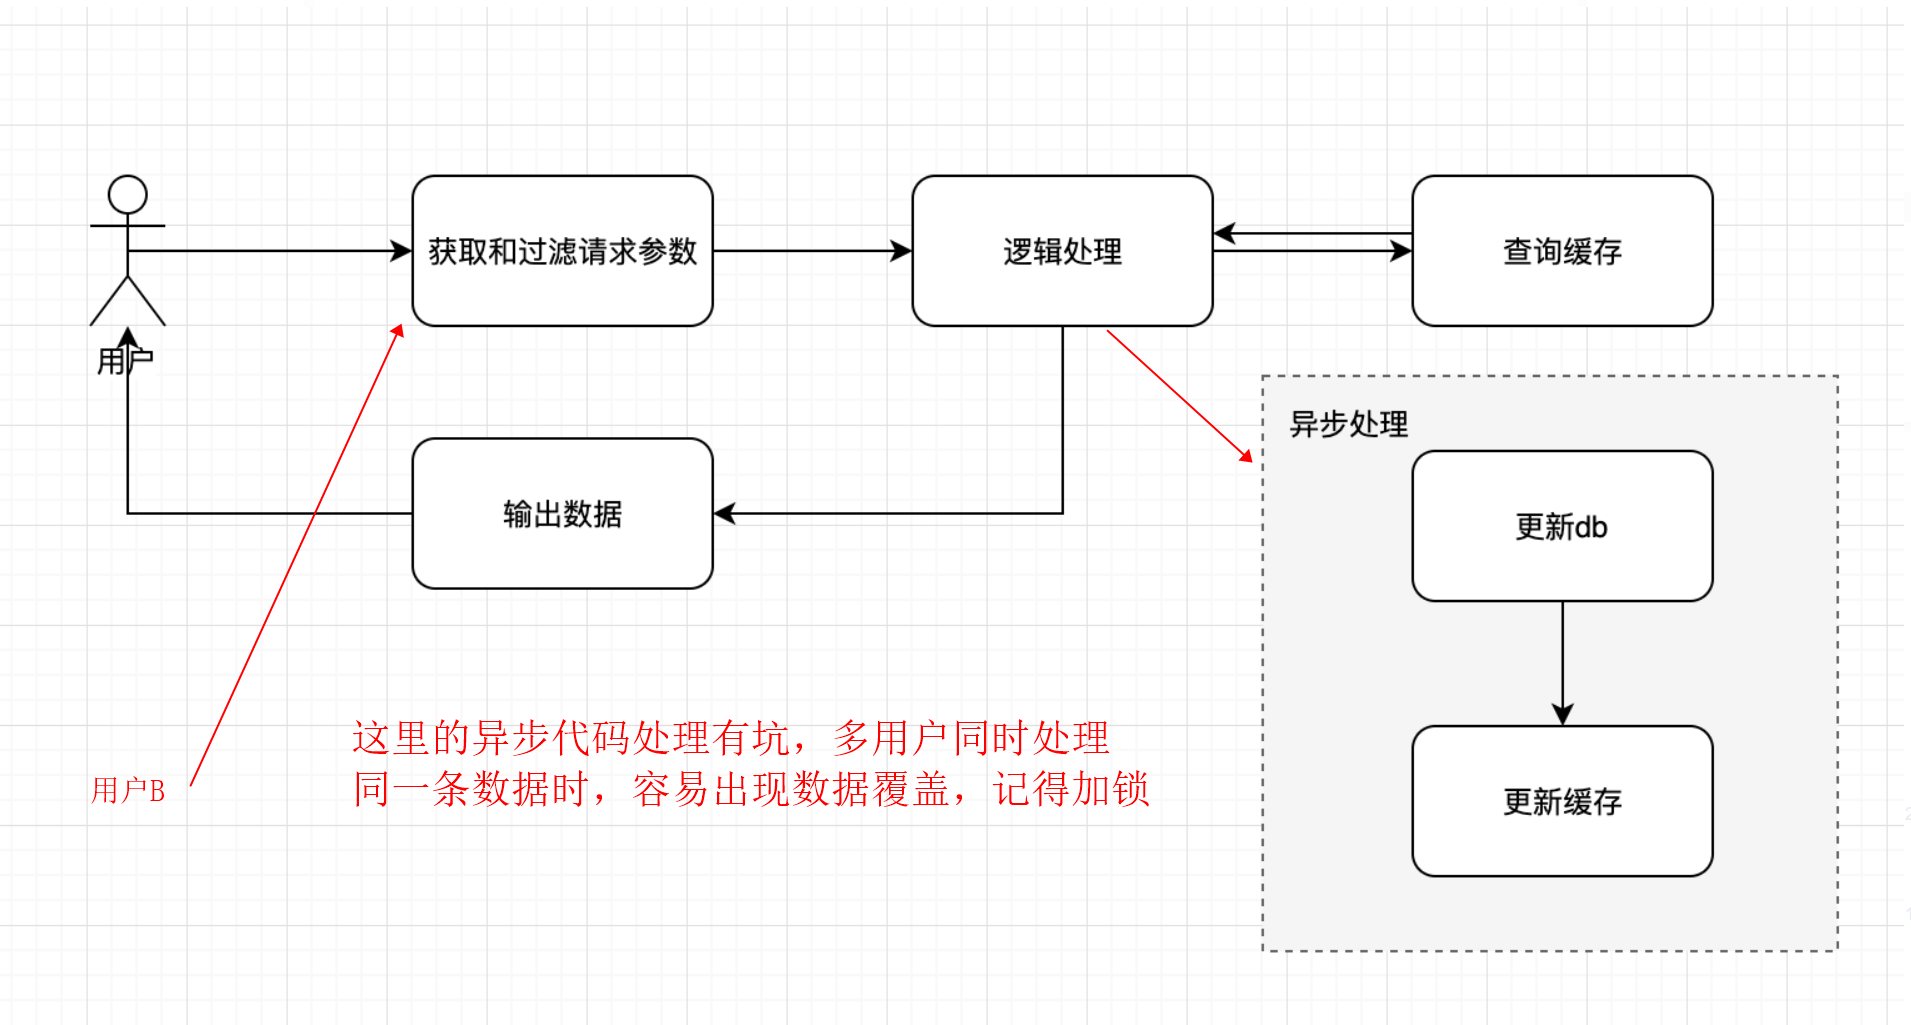 获取和过滤请求参数
逻辑处理
查询缓存
用户
异步处理
输出数据
更新db
这里的异步代码处理有坑，多用户同时处理
同一条数据时，容易出现数据覆盖，记得加锁
用户B
更新缓存